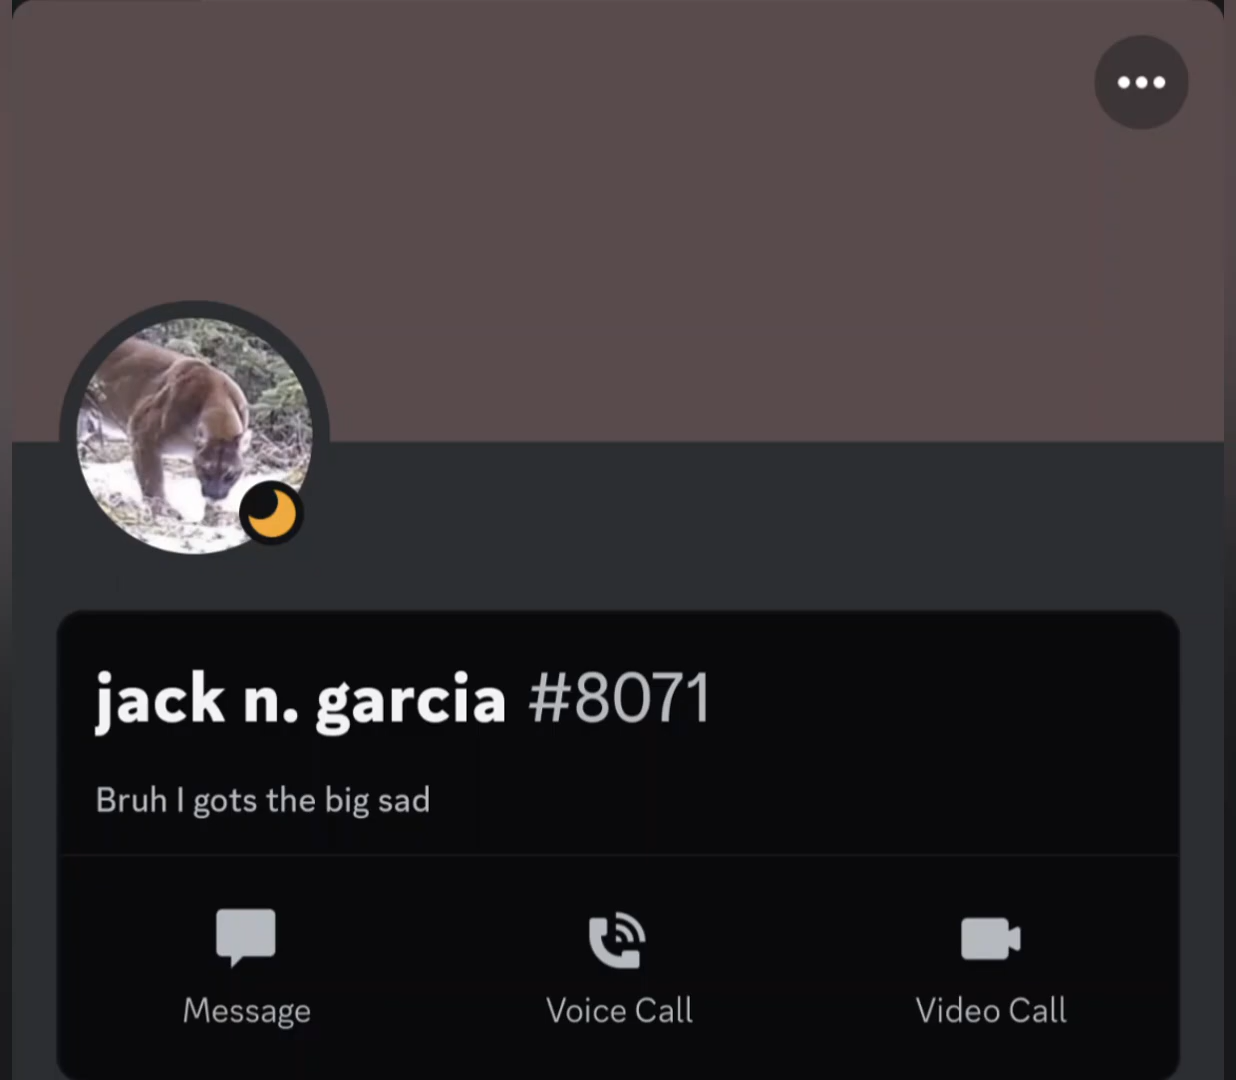 jack n. garcia #8071
Bruh I gots the big sad
Message Voice Call Video Call